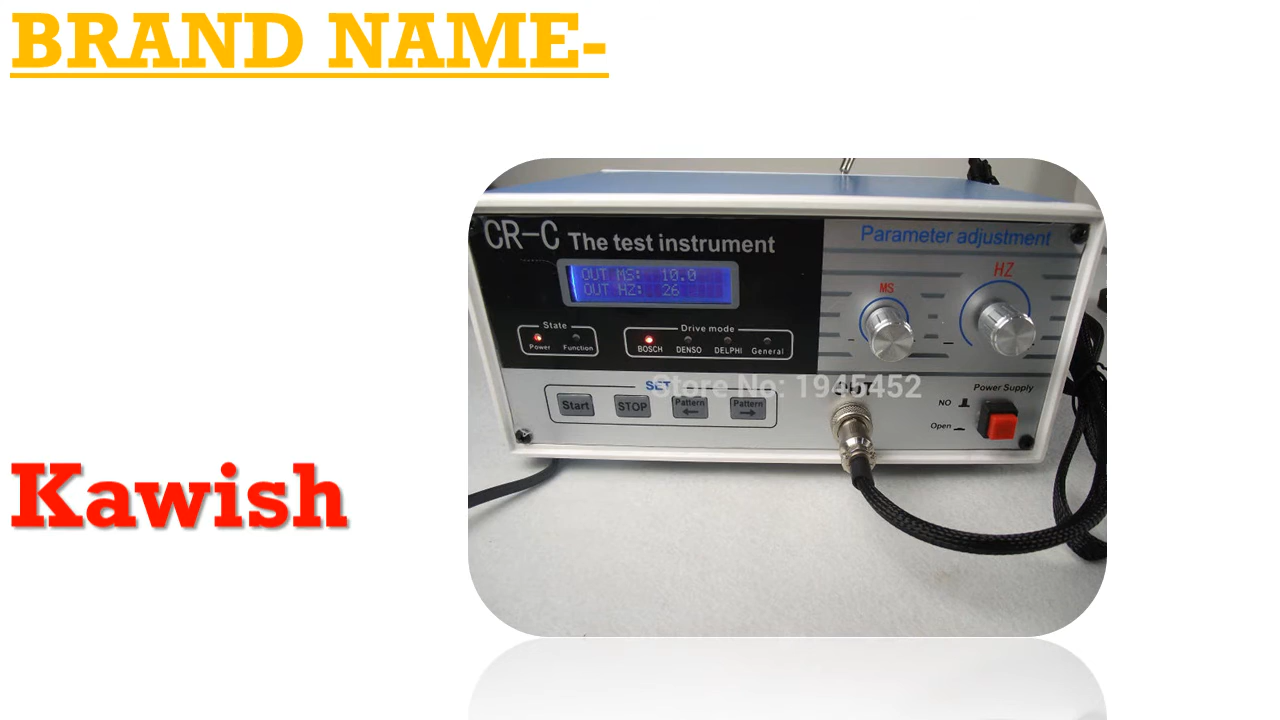 BRAND NAME-
CR-C The test instrument
Parameter adjustment
OUT MS: 10.0
OUT HZ: 26
MS
HZ
State
Power Function
Drive mode
BOSCH DENSO DELPHI General
SET
Start STOP Pattern Pattern
Store No: 1945452
OUT
Power Supply
NO
Open
Kawish